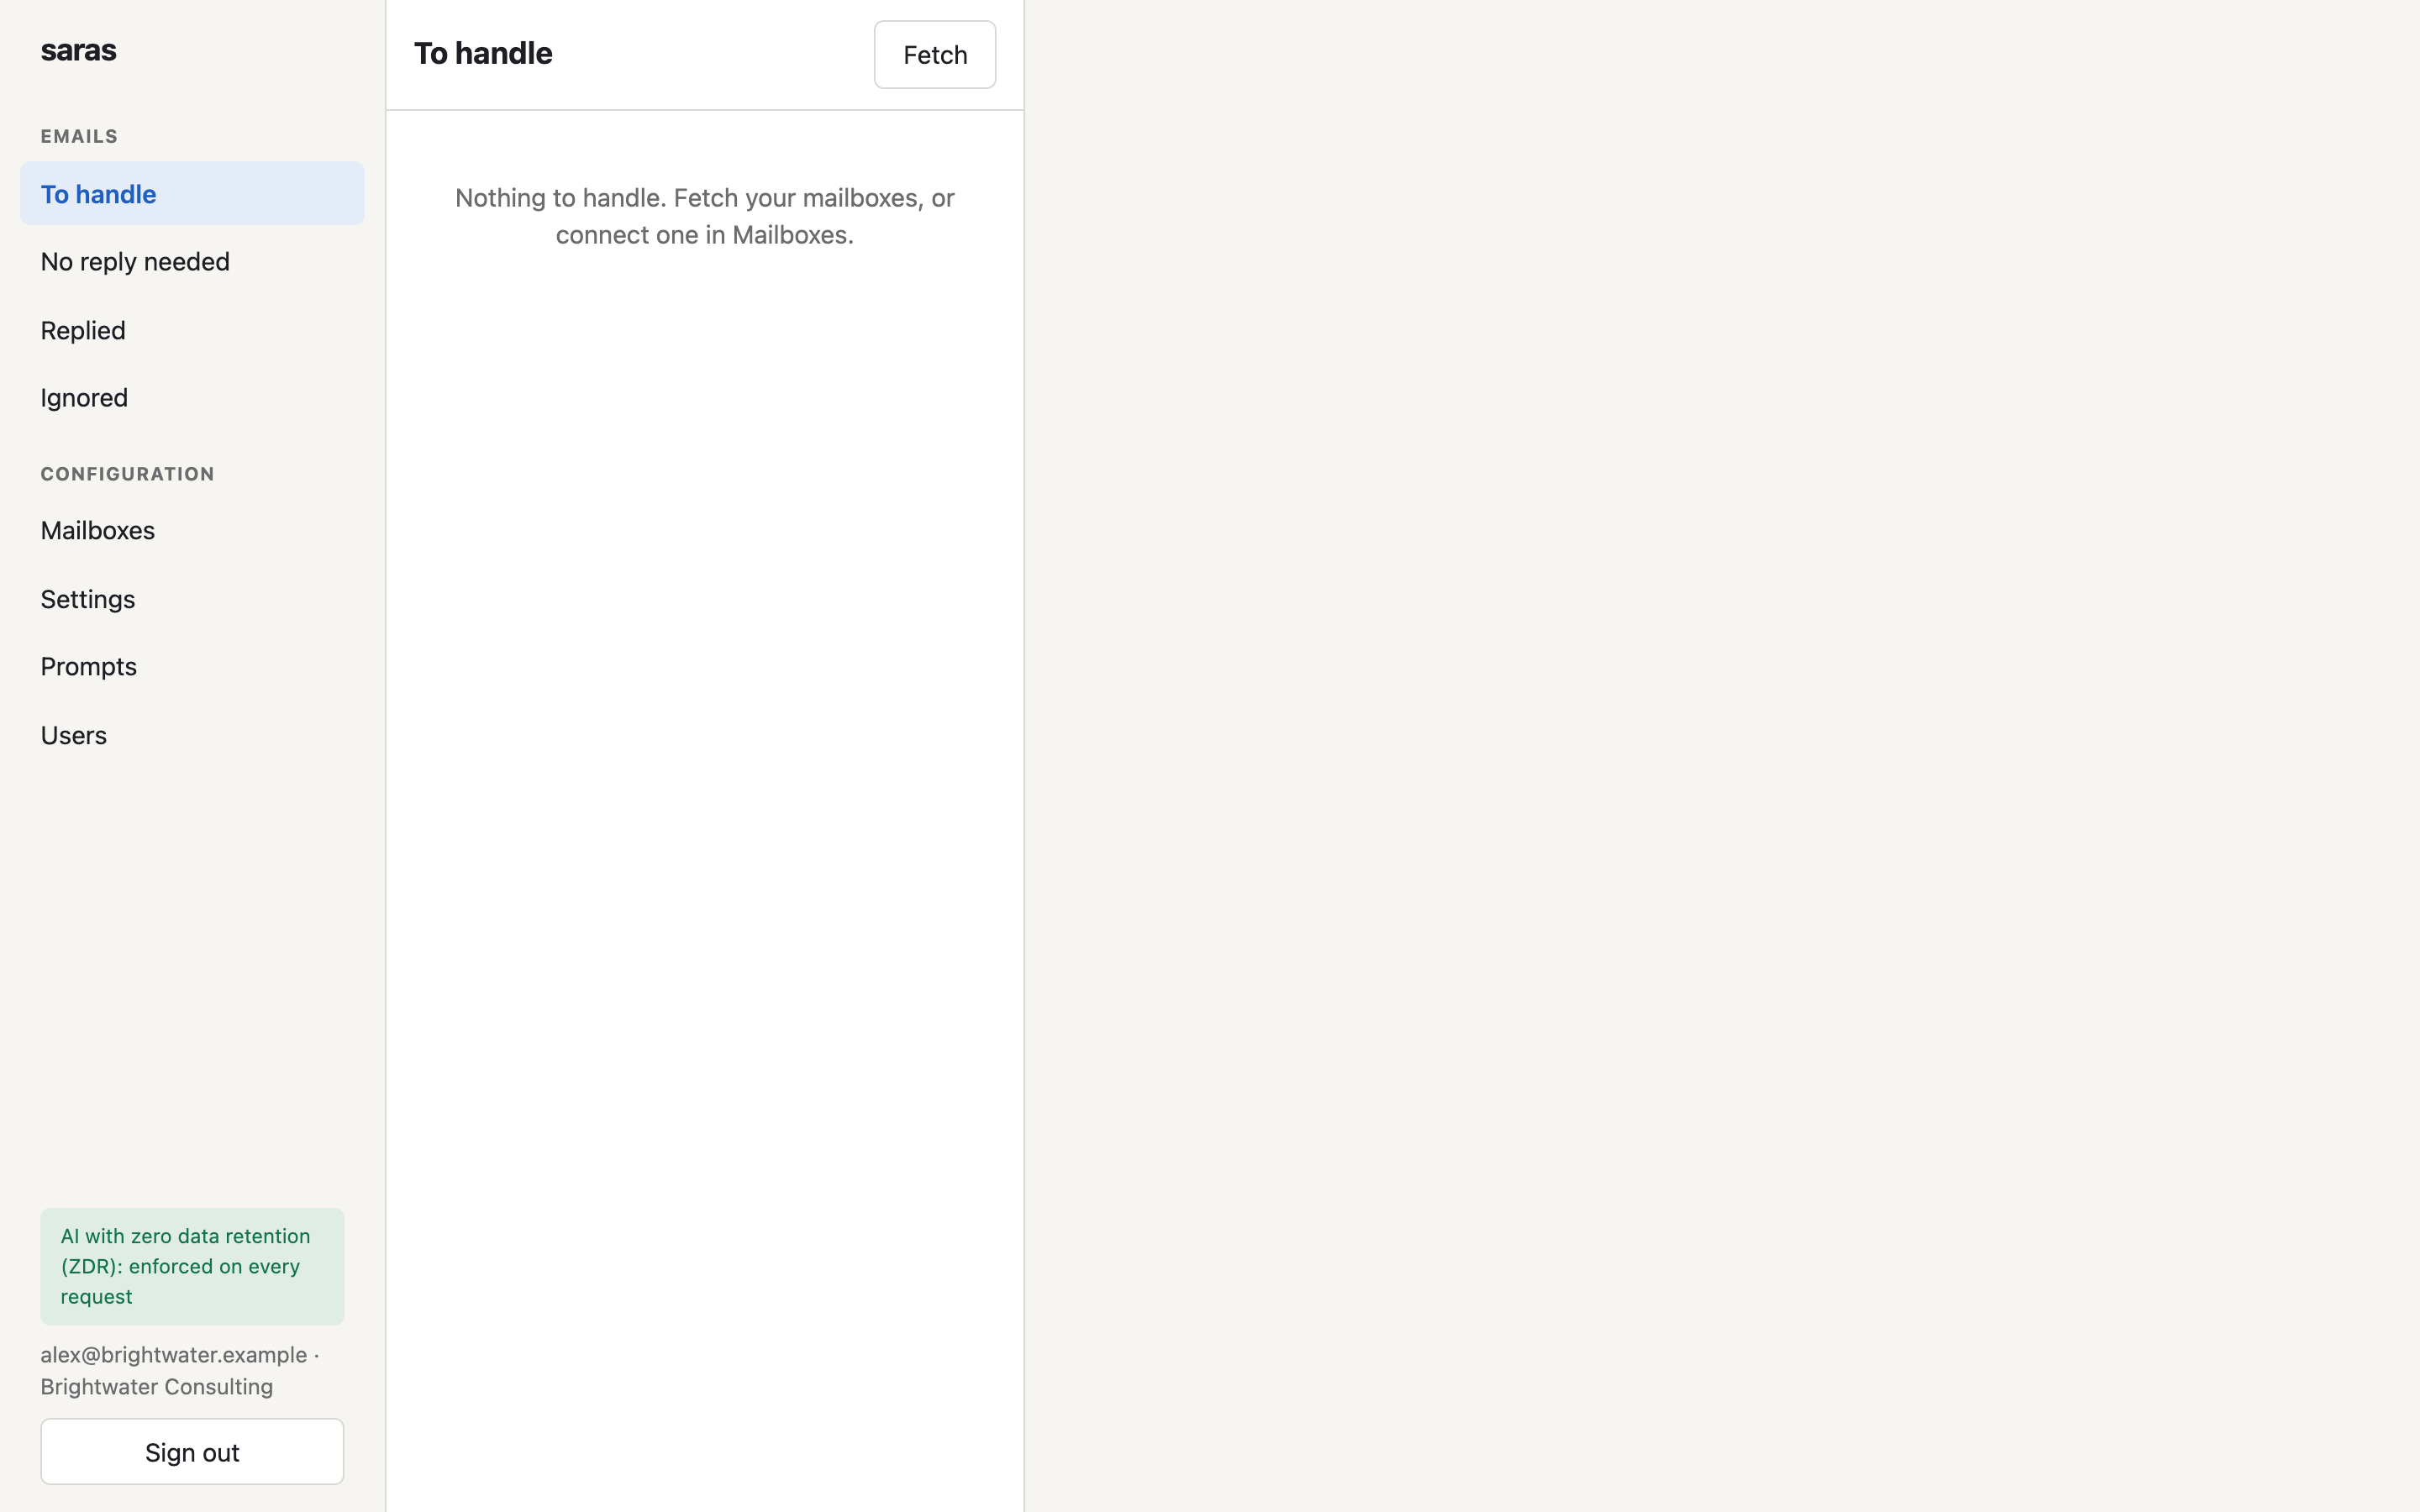 saras
EMAILS
To handle
No reply needed
Replied
Ignored
CONFIGURATION
Mailboxes
Settings
Prompts
Users
AI with zero data retention
(ZDR): enforced on every
request
alex@brightwater.example ·
Brightwater Consulting
Sign out
To handle
Fetch
Nothing to handle. Fetch your mailboxes, or
connect one in Mailboxes.